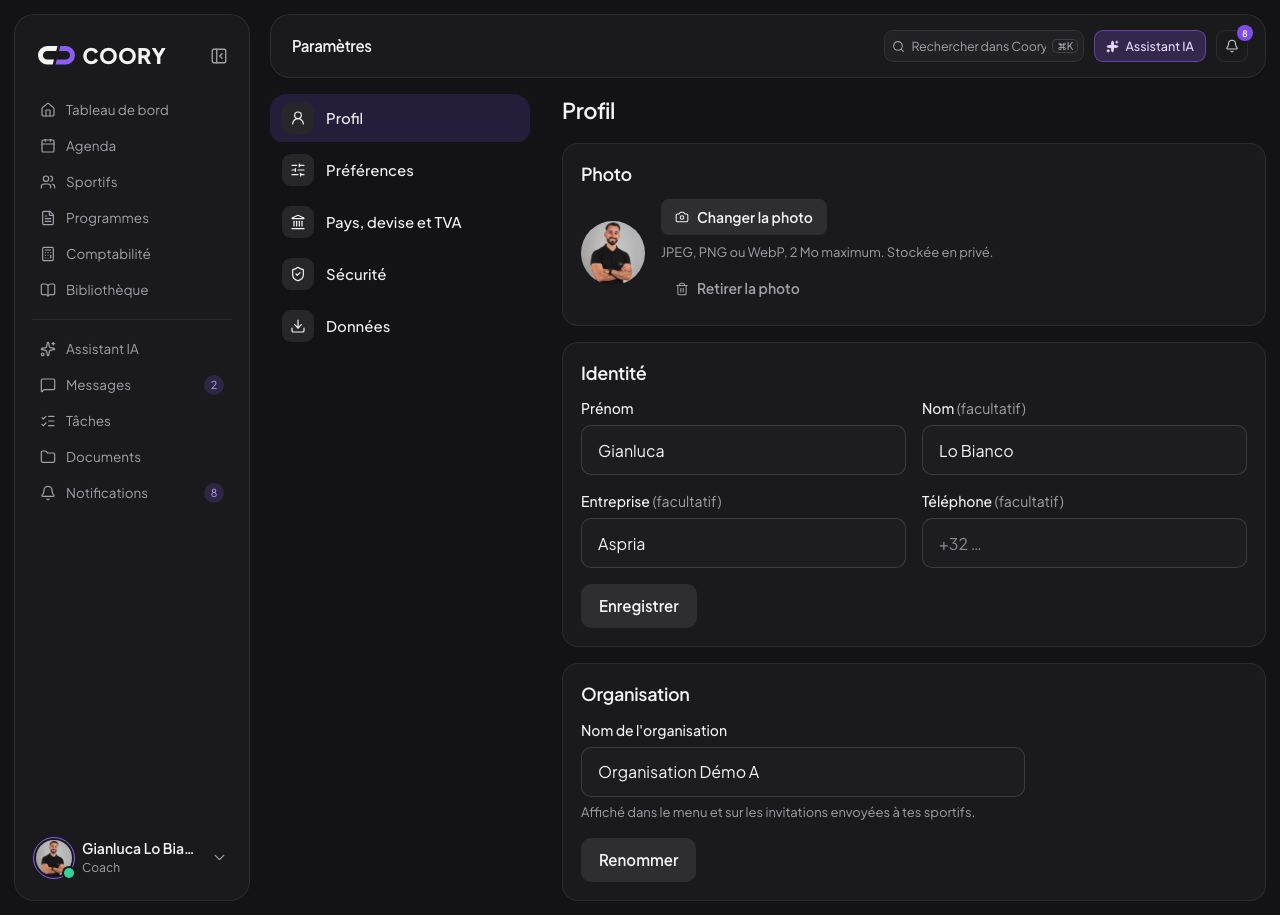 COORY
Tableau de bord
Agenda
Sportifs
Programmes
Comptabilité
Bibliothèque
Assistant IA
Messages 2
Tâches
Documents
Notifications 8
Gianluca Lo Bia...
Coach
Paramètres
Rechercher dans Coory ⌘K
Assistant IA
8
Profil
Préférences
Pays, devise et TVA
Sécurité
Données
Profil
Photo
Changer la photo
JPEG, PNG ou WebP, 2 Mo maximum. Stockée en privé.
Retirer la photo
Identité
Prénom
Nom (facultatif)
Gianluca
Lo Bianco
Entreprise (facultatif)
Téléphone (facultatif)
Aspria
+32 ...
Enregistrer
Organisation
Nom de l'organisation
Organisation Démo A
Affiché dans le menu et sur les invitations envoyées à tes sportifs.
Renommer